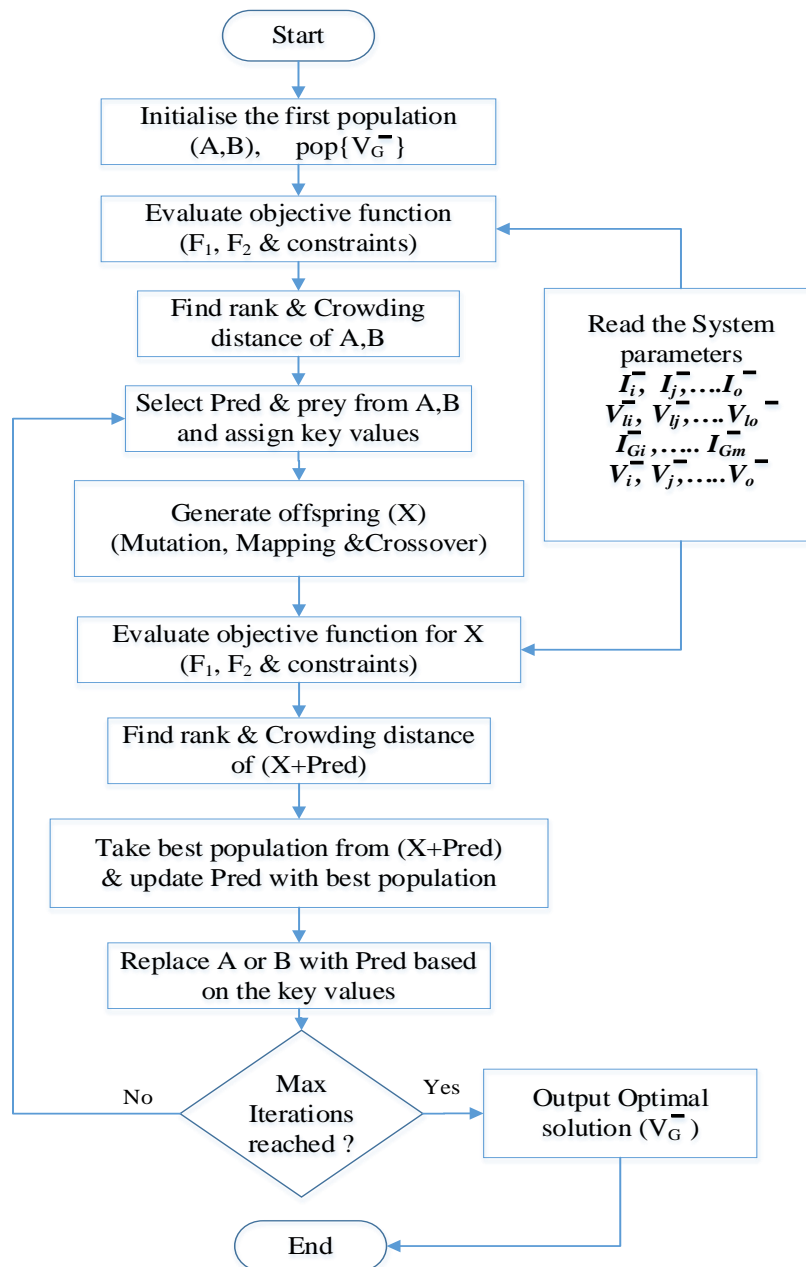 Start
Initialise the first population
(A,B), pop{V_G¯}
Evaluate objective function
(F₁, F₂ & constraints)
Find rank & Crowding
distance of A,B
Read the System
parameters
I_i¯, I_j¯,….I_o¯
V_li¯, V_lj¯,….V_lo¯
I_Gi¯,….. I_Gm¯
V_i¯, V_j¯,…..V_o¯
Select Pred & prey from A,B
and assign key values
Generate offspring (X)
(Mutation, Mapping &Crossover)
Evaluate objective function for X
(F₁, F₂ & constraints)
Find rank & Crowding distance
of (X+Pred)
Take best population from (X+Pred)
& update Pred with best population
Replace A or B with Pred based
on the key values
Max
Iterations
reached ?
No
Yes
Output Optimal
solution (V_G¯)
End